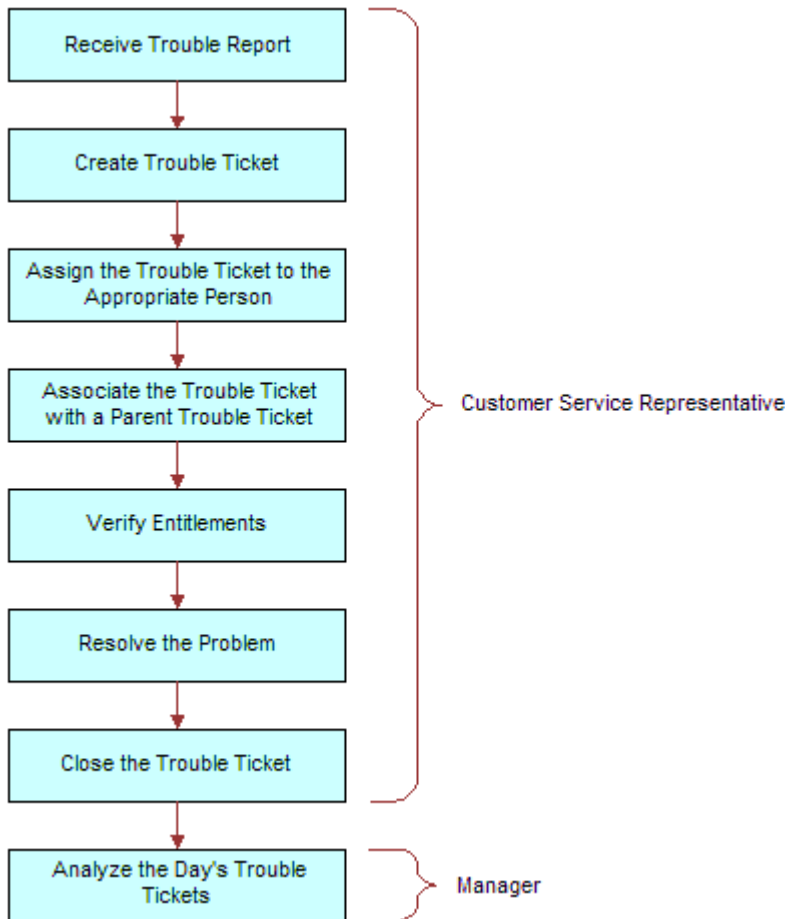 Receive Trouble Report
Create Trouble Ticket
Assign the Trouble Ticket to the
Appropriate Person
Associate the Trouble Ticket
with a Parent Trouble Ticket
Customer Service Representative
Verify Entitlements
Resolve the Problem
Close the Trouble Ticket
Analyze the Day's Trouble
Tickets
Manager